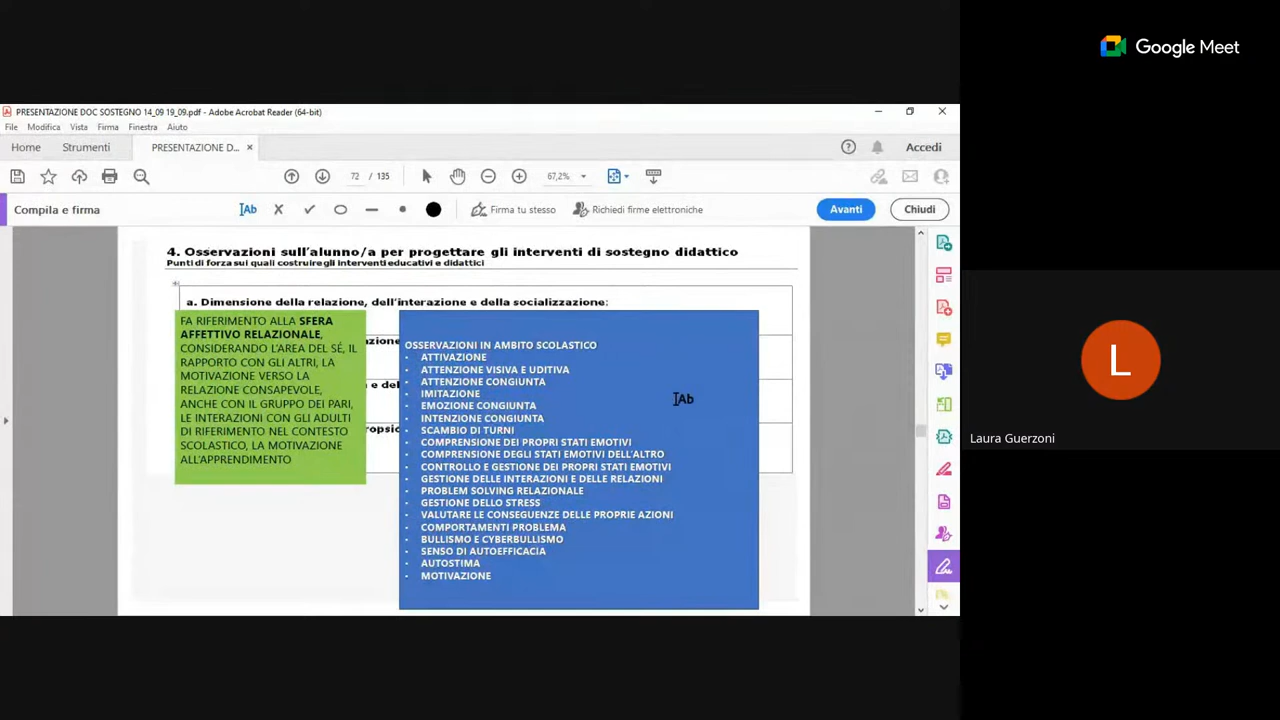 Google Meet
PRESENTAZIONE DOC SOSTEGNO 14_09 19_09.pdf - Adobe Acrobat Reader (64-bit)
File Modifica Vista Firma Finestra Aiuto
Home Strumenti PRESENTAZIONE D... Accedi
72 / 135 67,2%
Compila e firma Ab Firma tu stesso Richiedi firme elettroniche Avanti Chiudi
4. Osservazioni sull'alunno/a per progettare gli interventi di sostegno didattico
Punti di forza sui quali costruire gli interventi educativi e didattici
a. Dimensione della relazione, dell'interazione e della socializzazione:
FA RIFERIMENTO ALLA SFERA
AFFETTIVO RELAZIONALE,
CONSIDERANDO L'AREA DEL SÉ, IL
RAPPORTO CON GLI ALTRI, LA
MOTIVAZIONE VERSO LA
RELAZIONE CONSAPEVOLE,
ANCHE CON IL GRUPPO DEI PARI,
LE INTERAZIONI CON GLI ADULTI
DI RIFERIMENTO NEL CONTESTO
SCOLASTICO, LA MOTIVAZIONE
ALL'APPRENDIMENTO
azione
e del
ropsic
OSSERVAZIONI IN AMBITO SCOLASTICO
• ATTIVAZIONE
• ATTENZIONE VISIVA E UDITIVA
• ATTENZIONE CONGIUNTA
• IMITAZIONE
• EMOZIONE CONGIUNTA
• INTENZIONE CONGIUNTA
• SCAMBIO DI TURNI
• COMPRENSIONE DEI PROPRI STATI EMOTIVI
• COMPRENSIONE DEGLI STATI EMOTIVI DELL'ALTRO
• CONTROLLO E GESTIONE DEI PROPRI STATI EMOTIVI
• GESTIONE DELLE INTERAZIONI E DELLE RELAZIONI
• PROBLEM SOLVING RELAZIONALE
• GESTIONE DELLO STRESS
• VALUTARE LE CONSEGUENZE DELLE PROPRIE AZIONI
• COMPORTAMENTI PROBLEMA
• BULLISMO E CYBERBULLISMO
• SENSO DI AUTOEFFICACIA
• AUTOSTIMA
• MOTIVAZIONE
Ab
L
Laura Guerzoni